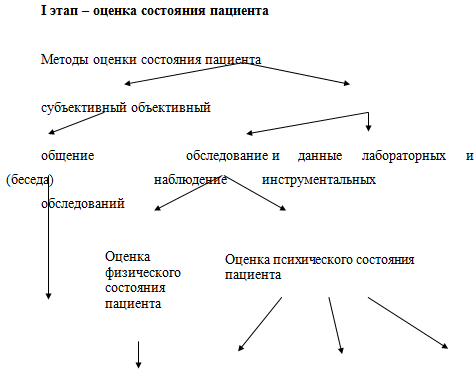 I этап – оценка состояния пациента
Методы оценки состояния пациента
субъективный объективный
общение обследование и данные лабораторных и
(беседа) наблюдение инструментальных
обследований
Оценка
физического
состояния
пациента
Оценка психического состояния
пациента